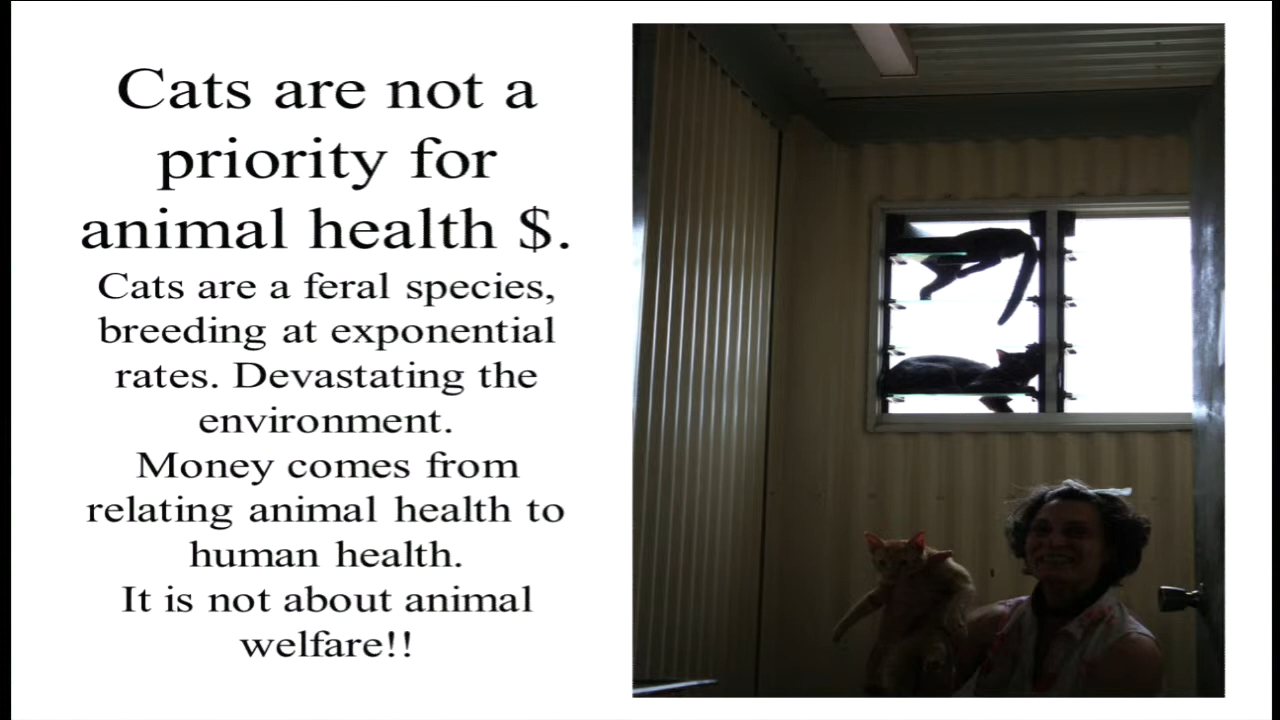 Cats are not a
priority for
animal health $.
Cats are a feral species,
breeding at exponential
rates. Devastating the
environment.
Money comes from
relating animal health to
human health.
It is not about animal
welfare!!